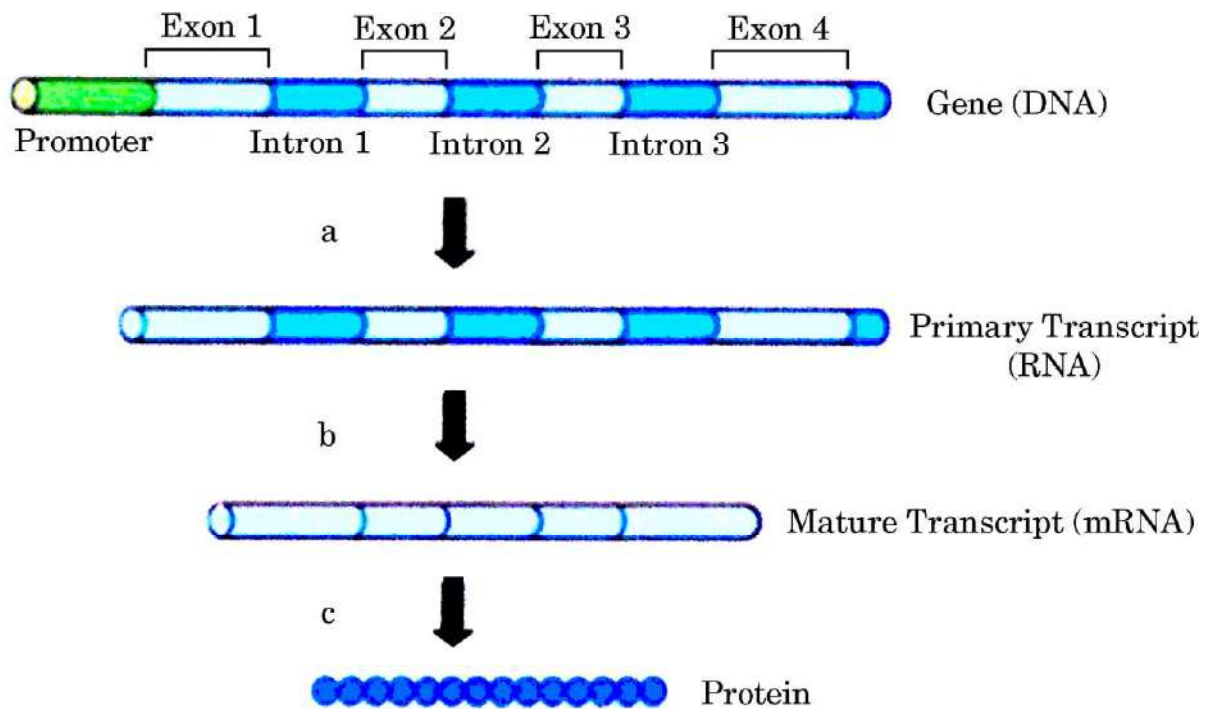 Exon 1 Exon 2 Exon 3 Exon 4
Gene (DNA)
Promoter Intron 1 Intron 2 Intron 3
a
Primary Transcript
(RNA)
b
Mature Transcript (mRNA)
c
Protein